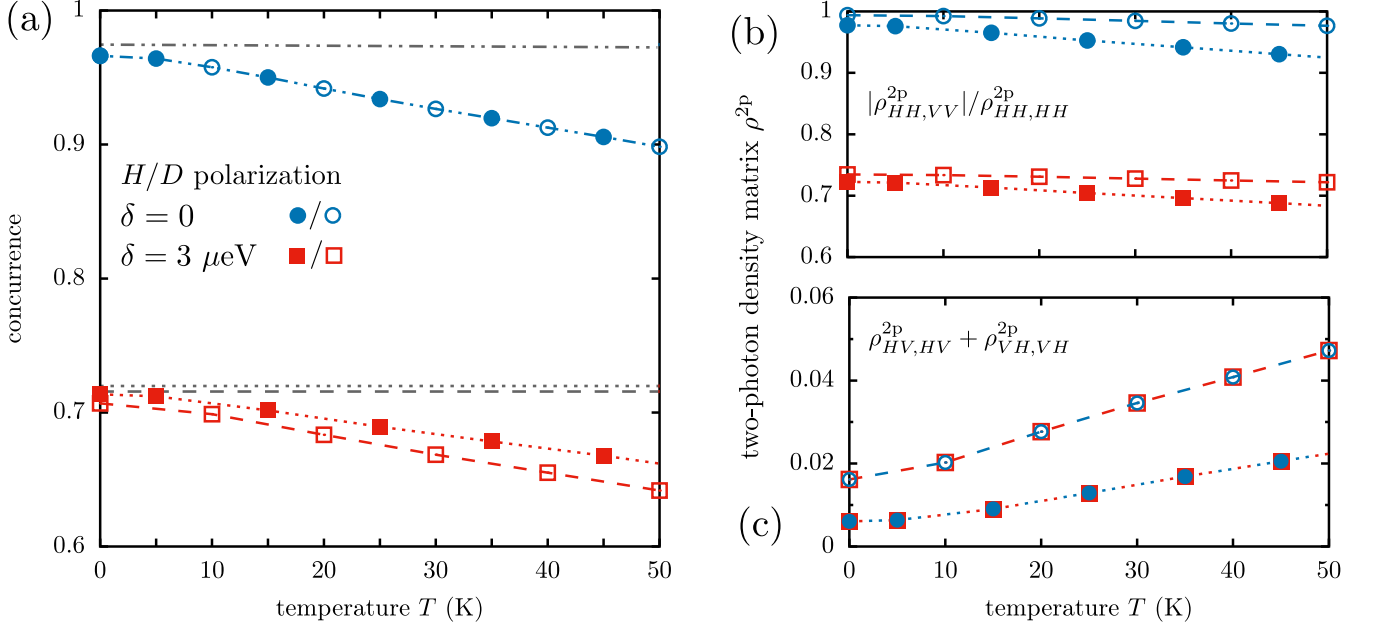 (a)
1
0.9
0.8
0.7
0.6
concurrence
H/D polarization
δ = 0 /
δ = 3 μeV /
0 10 20 30 40 50
temperature T (K)
(b)
1
0.9
0.8
0.7
0.6
|ρ^{2p}_{HH,VV}|/ρ^{2p}_{HH,HH}
two-photon density matrix ρ^{2p}
(c)
0.06
0.04
0.02
0
ρ^{2p}_{HV,HV} + ρ^{2p}_{VH,VH}
0 10 20 30 40 50
temperature T (K)